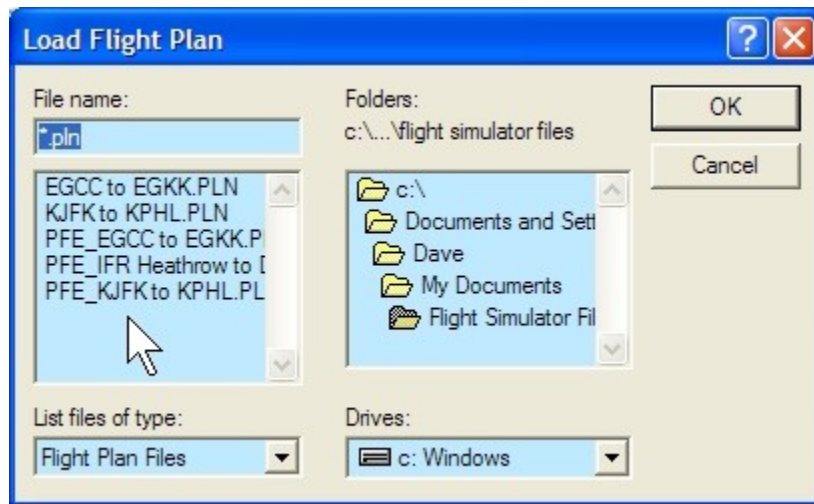 Load Flight Plan
File name:
*.pln
EGCC to EGKK.PLN
KJFK to KPHL.PLN
PFE_EGCC to EGKK.P
PFE_IFR Heathrow to
PFE_KJFK to KPHL.PL
List files of type:
Flight Plan Files
Folders:
c:\...\flight simulator files
c:\
Documents and Sett
Dave
My Documents
Flight Simulator Fil
Drives:
c: Windows
OK
Cancel